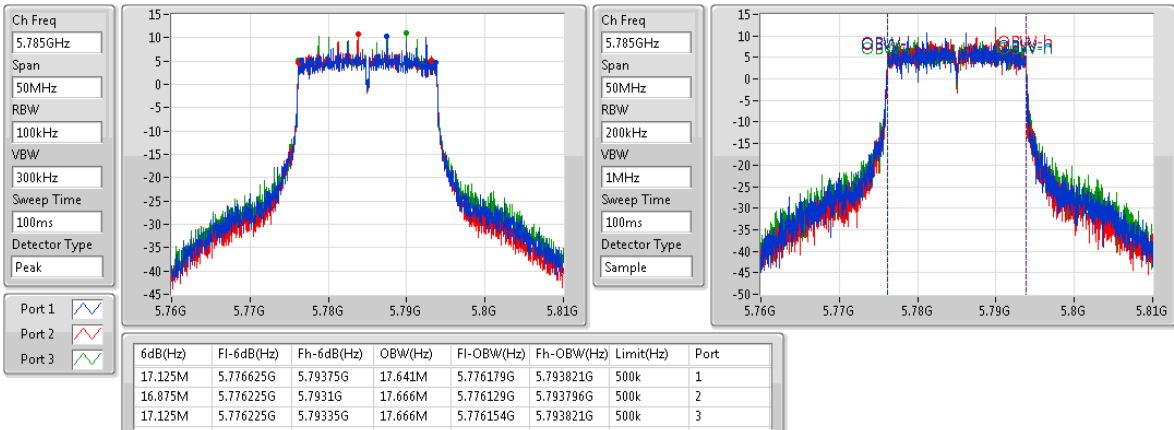 Ch Freq
5.785GHz
Span
50MHz
RBW
100kHz
VBW
300kHz
Sweep Time
100ms
Detector Type
Peak
15
10
5
0
-5
-10
-15
-20
-25
-30
-35
-40
-45
5.76G 5.77G 5.78G 5.79G 5.8G 5.81G
Ch Freq
5.785GHz
Span
50MHz
RBW
200kHz
VBW
1MHz
Sweep Time
100ms
Detector Type
Sample
15
10
5
0
-5
-10
-15
-20
-25
-30
-35
-40
-45
-50
5.76G 5.77G 5.78G 5.79G 5.8G 5.81G
Port 1
Port 2
Port 3
6dB(Hz) Fl-6dB(Hz) Fh-6dB(Hz) OBW(Hz) Fl-OBW(Hz) Fh-OBW(Hz) Limit(Hz) Port
17.125M 5.776625G 5.79375G 17.641M 5.776179G 5.793821G 500k 1
16.875M 5.776225G 5.7931G 17.666M 5.776129G 5.793796G 500k 2
17.125M 5.776225G 5.79335G 17.666M 5.776154G 5.793821G 500k 3